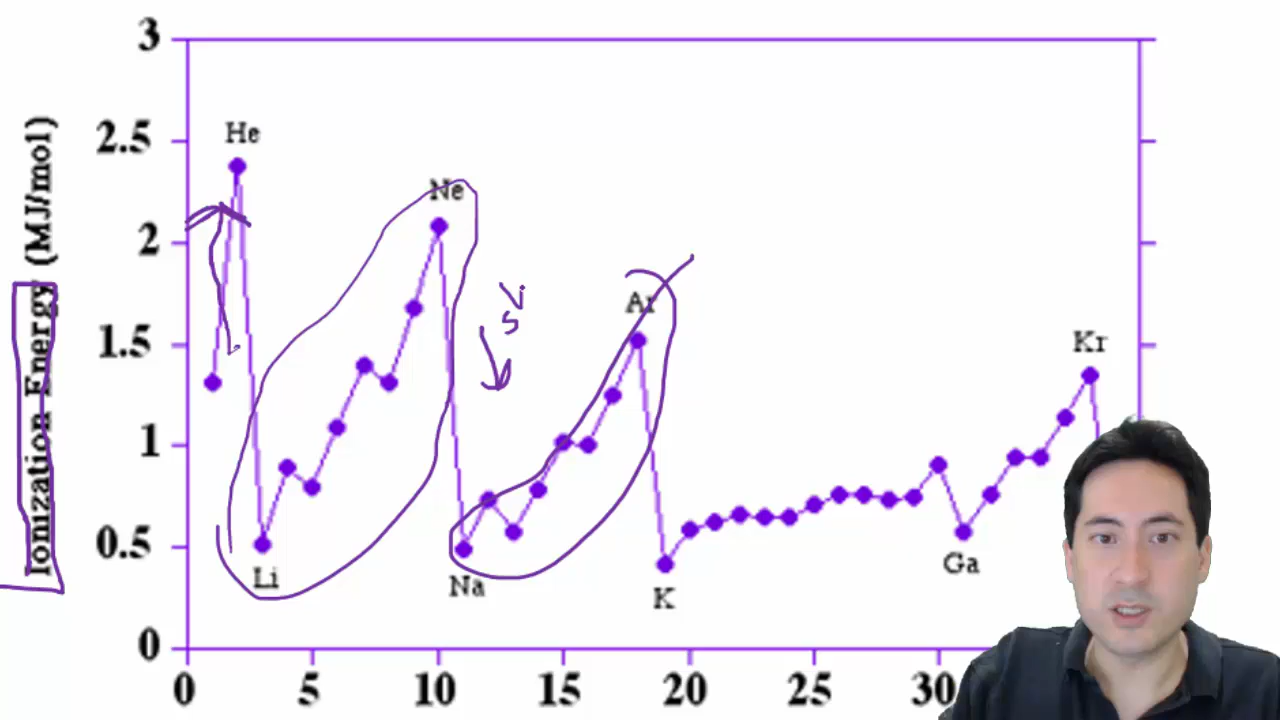 3
2.5
2
1.5
1
0.5
0
Ionization Energy (MJ/mol)
He
Ne
Ar
Kr
Li
Na
K
Ga
0 5 10 15 20 25 30